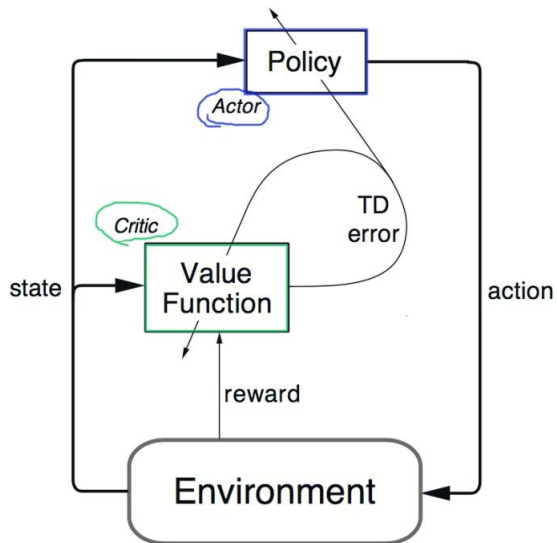 Policy
Actor
TD
error
Critic
Value
Function
state
action
reward
Environment